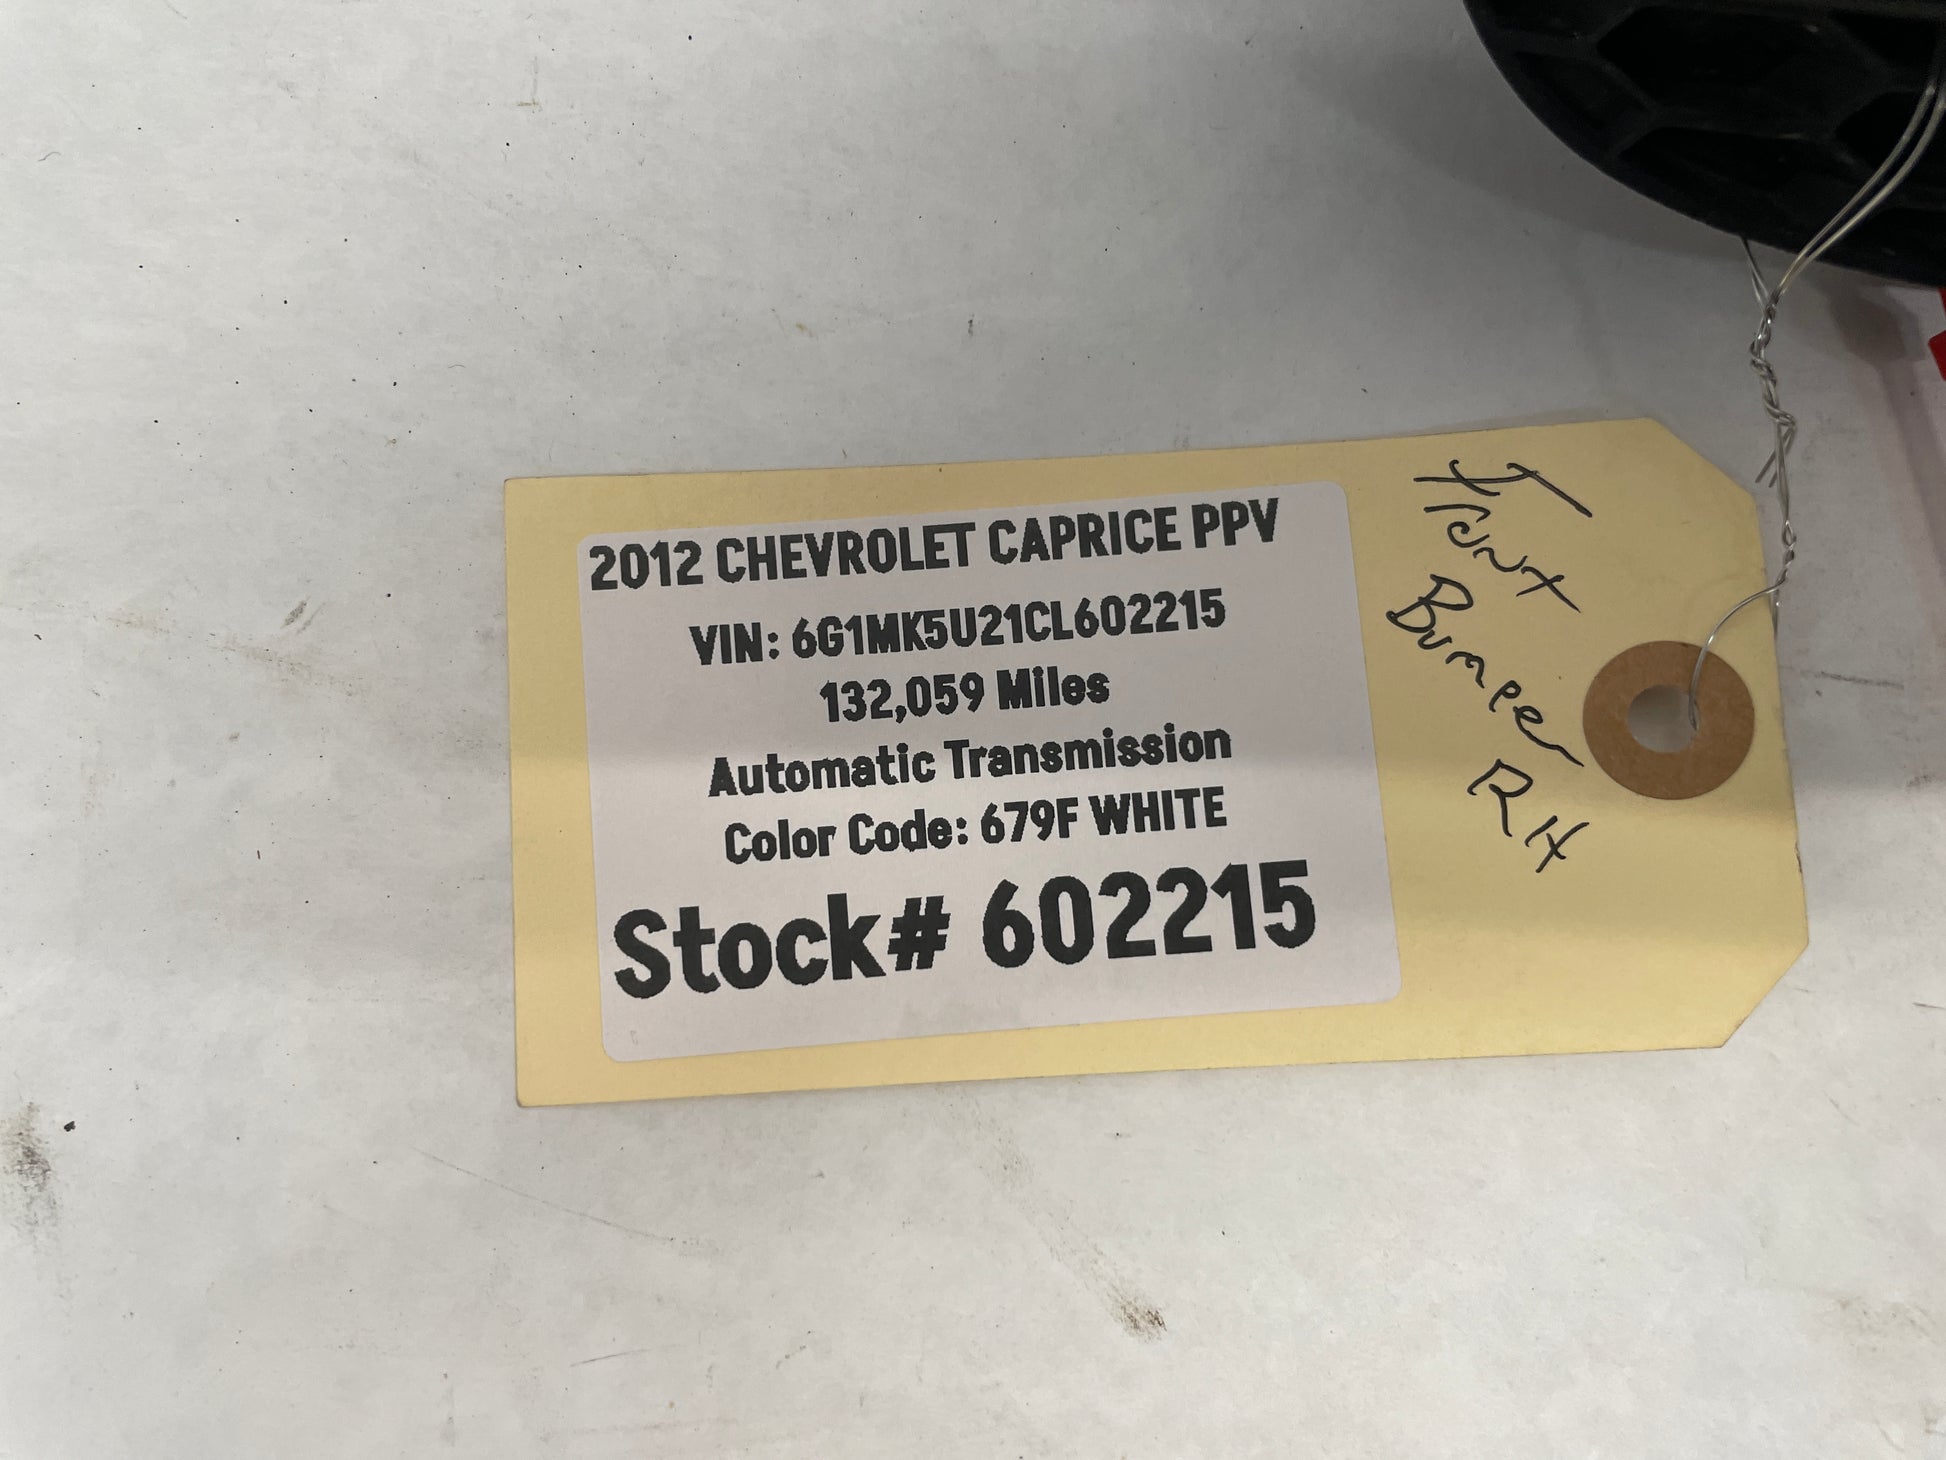 2012 CHEVROLET CAPRICE PPV
VIN: 6G1MK5U21CL602215
132,059 Miles
Automatic Transmission
Color Code: 679F WHITE
Stock# 602215
Front
Bumper
RH